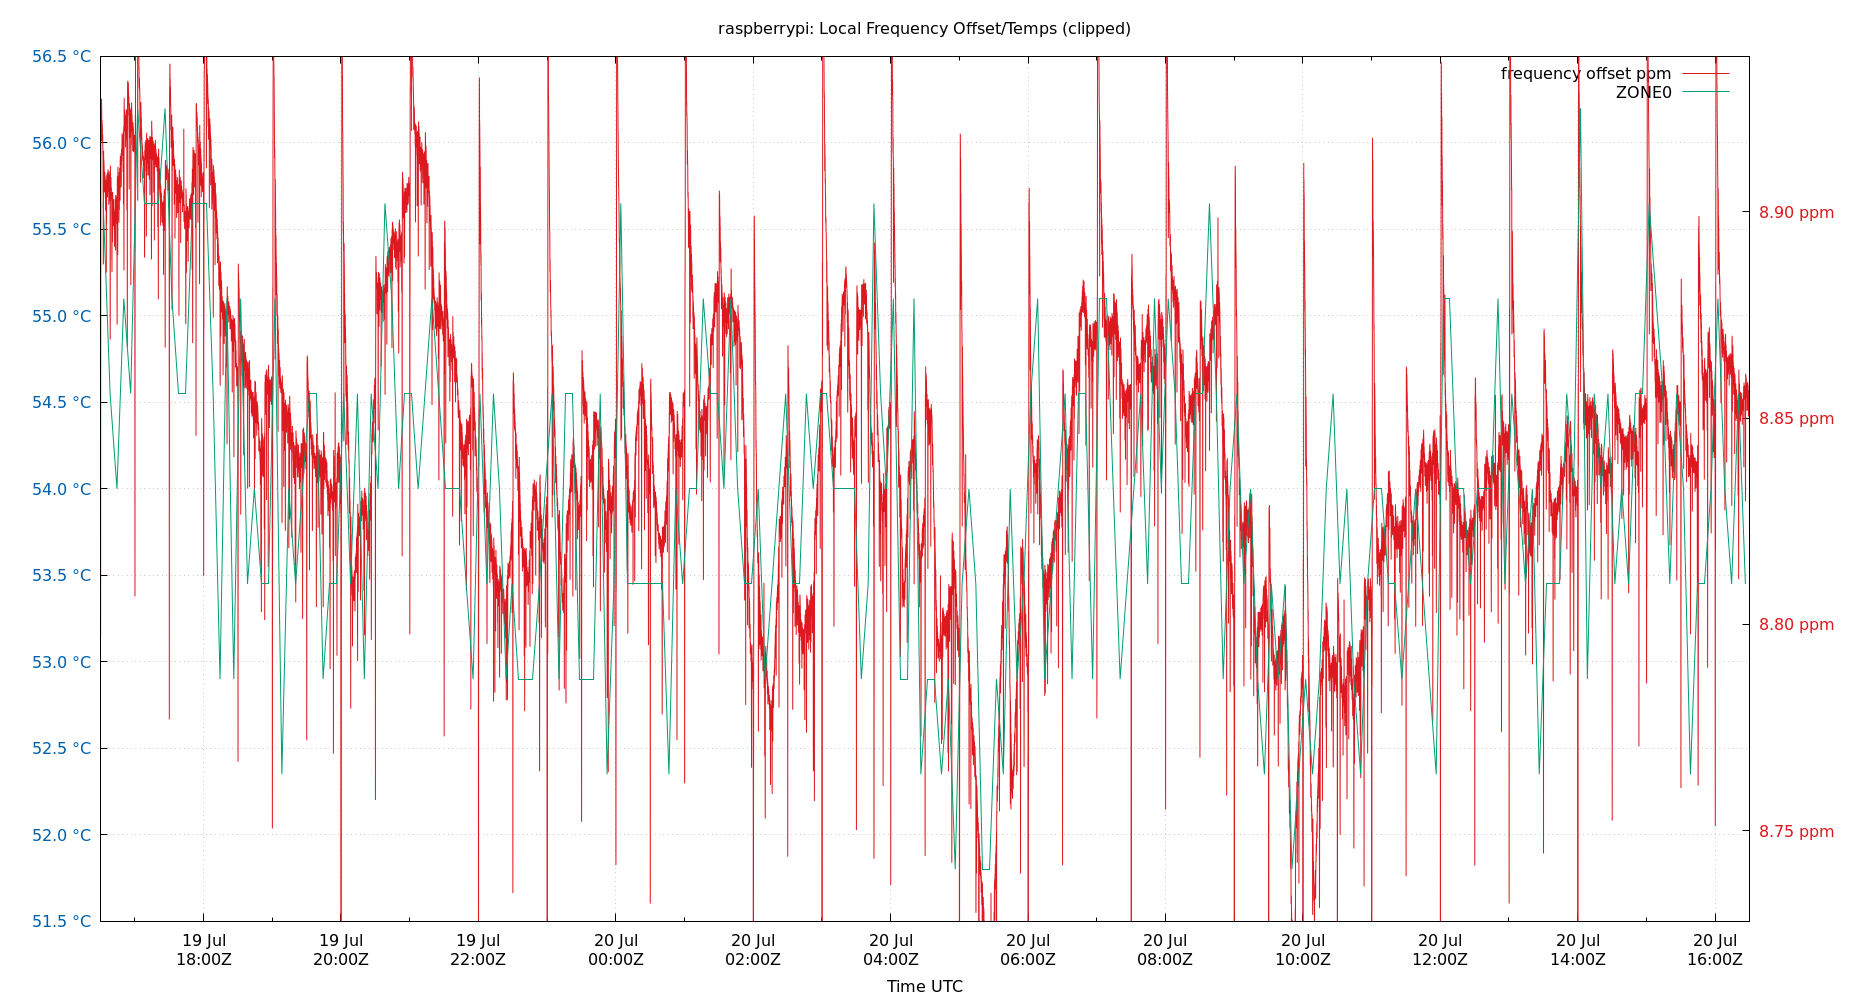 raspberrypi: Local Frequency Offset/Temps (clipped)
frequency offset ppm
ZONE0
56.5 °C
56.0 °C
55.5 °C
55.0 °C
54.5 °C
54.0 °C
53.5 °C
53.0 °C
52.5 °C
52.0 °C
51.5 °C
8.90 ppm
8.85 ppm
8.80 ppm
8.75 ppm
19 Jul 19 Jul 19 Jul 20 Jul 20 Jul 20 Jul 20 Jul 20 Jul 20 Jul 20 Jul 20 Jul 20 Jul
18:00Z 20:00Z 22:00Z 00:00Z 02:00Z 04:00Z 06:00Z 08:00Z 10:00Z 12:00Z 14:00Z 16:00Z
Time UTC